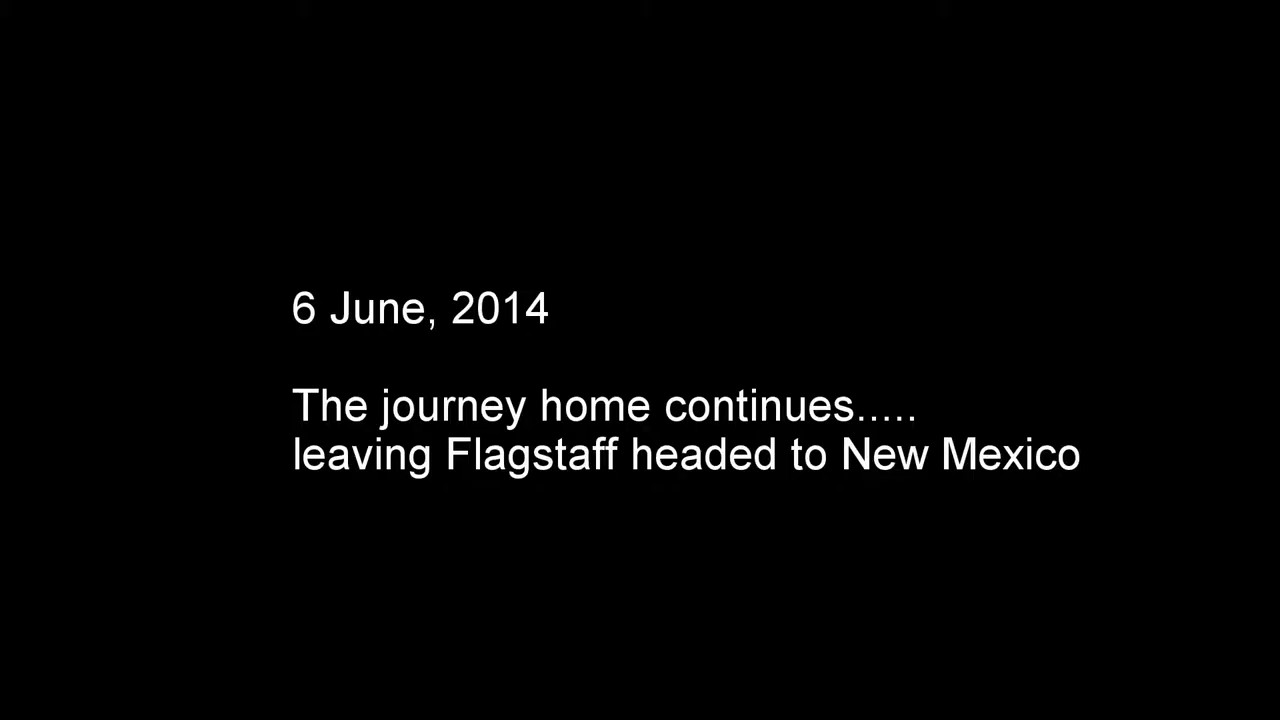 6 June, 2014
The journey home continues.....
leaving Flagstaff headed to New Mexico